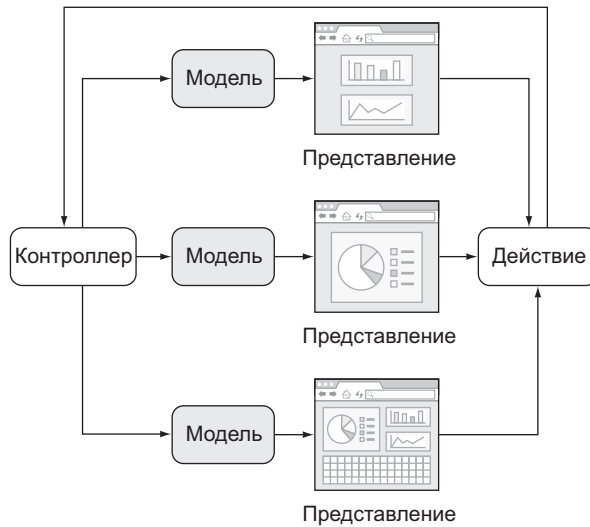 Модель
Представление
Контроллер
Модель
Действие
Представление
Модель
Представление